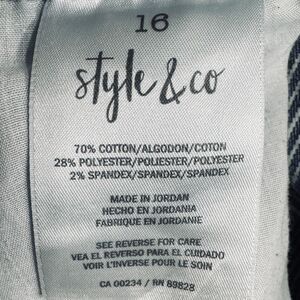 16
style & co
70% COTTON/ALGODON/COTON
28% POLYESTER/POLIESTER/POLYESTER
2% SPANDEX/SPANDEX/SPANDEX
MADE IN JORDAN
HECHO EN JORDANIA
FABRIQUE EN JORDANIE
SEE REVERSE FOR CARE
VEA EL REVERSO PARA EL CUIDADO
VOIR L'INVERSE POUR LE SOIN
CA 00234 / RN 89828